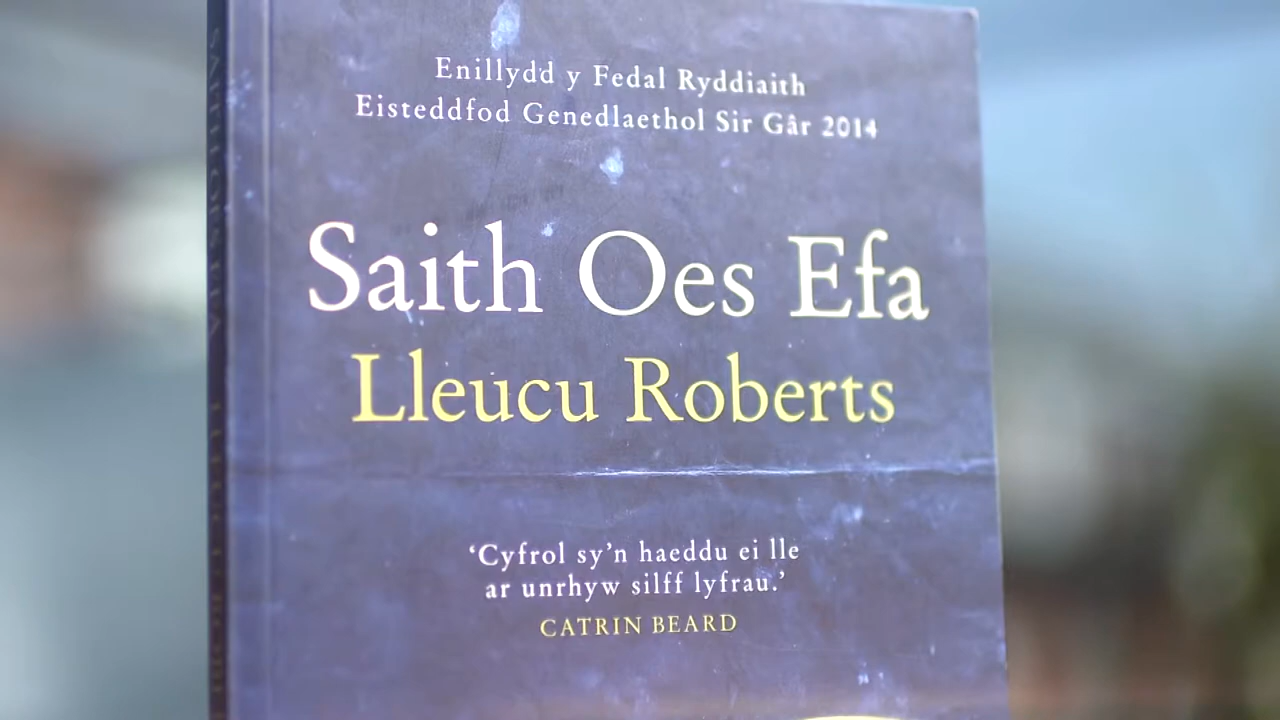 Enillydd y Fedal Ryddiaith
Eisteddfod Genedlaethol Sir Gâr 2014
Saith Oes Efa
Lleucu Roberts
‘Cyfrol sy’n haeddu ei lle
ar unrhyw silff lyfrau.’
CATRIN BEARD